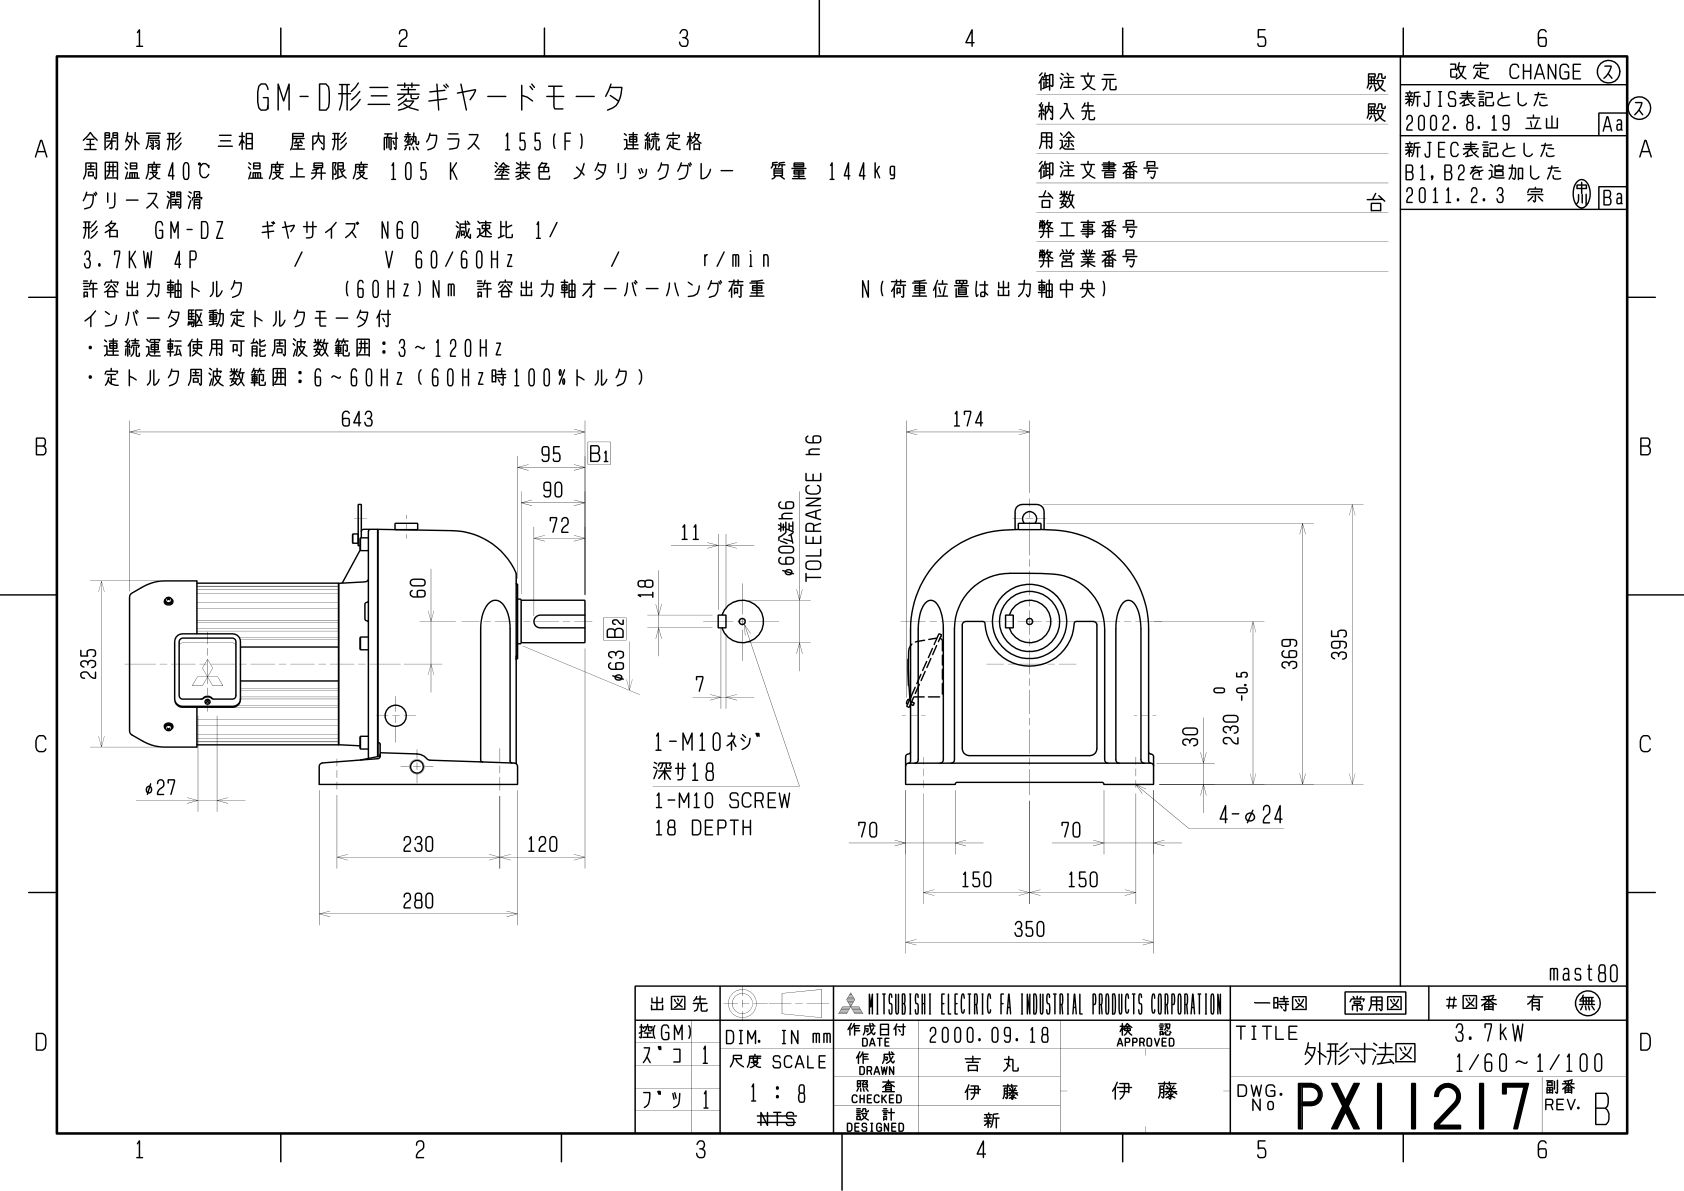 1 2 3 4 5 6
GM-D形三菱ギヤードモータ
全閉外扇形 三相 屋内形 耐熱クラス 155(F) 連続定格
周囲温度40℃ 温度上昇限度 105 K 塗装色 メタリックグレー 質量 144kg
グリース潤滑
形名 GM-DZ ギヤサイズ N60 減速比 1/
3.7KW 4P / V 60/60Hz / r/min
許容出力軸トルク (60Hz)Nm 許容出力軸オーバーハング荷重 N(荷重位置は出力軸中央)
インバータ駆動定トルクモータ付
・連続運転使用可能周波数範囲：3~120Hz
・定トルク周波数範囲：6~60Hz(60Hz時100%トルク)
御注文元 殿
納入先 殿
用途
御注文書番号
台数 台
弊工事番号
弊営業番号
改定 CHANGE ス
新JIS表記とした
2002.8.19 立山 Aa
ス
新JEC表記とした
B1,B2を追加した
2011.2.3 宗 中川 Ba
A A
B B
C C
D D
643
95 B1
90
72
60
235
φ63 B2
φ27
230 120
280
11
18
7
φ60公差h6
TOLERANCE h6
1-M10ネジ
深サ18
1-M10 SCREW
18 DEPTH
174
369
395
230 0 -0.5
30
4-φ24
70 70
150 150
350
mast80
出図先
控(GM)
スﾞコ 1
フﾞツ 1
DIM. IN mm
尺度 SCALE
1 : 8
NTS
MITSUBISHI ELECTRIC FA INDUSTRIAL PRODUCTS CORPORATION
作成日付 DATE 2000.09.18
作成 DRAWN 吉丸
照査 CHECKED 伊藤
設計 DESIGNED 新
検認 APPROVED
伊藤
一時図 常用図 #図番 有 無
TITLE 外形寸法図
3.7kW
1/60~1/100
DWG. No PX11217
副番 REV. B
1 2 3 4 5 6